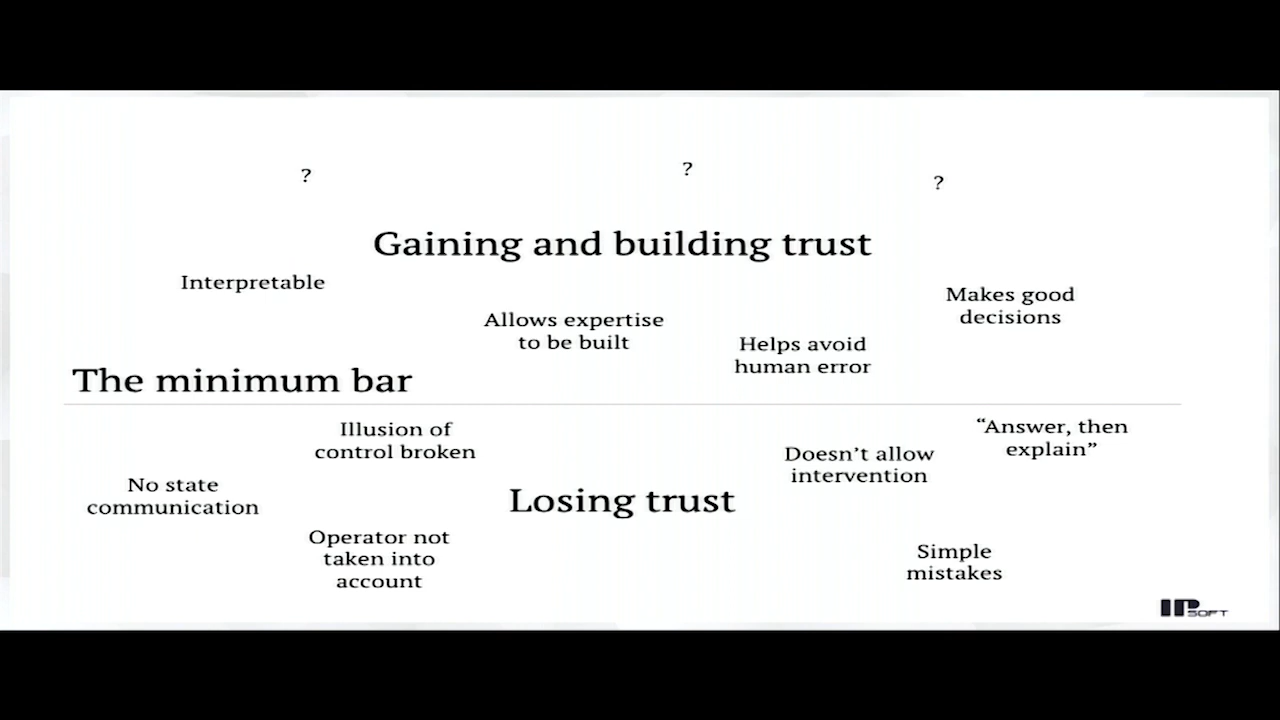 ?
?
?
Gaining and building trust
Interpretable
Allows expertise
to be built
Helps avoid
human error
Makes good
decisions
The minimum bar
Illusion of
control broken
No state
communication
Operator not
taken into
account
Losing trust
Doesn’t allow
intervention
“Answer, then
explain”
Simple
mistakes
IPSOFT